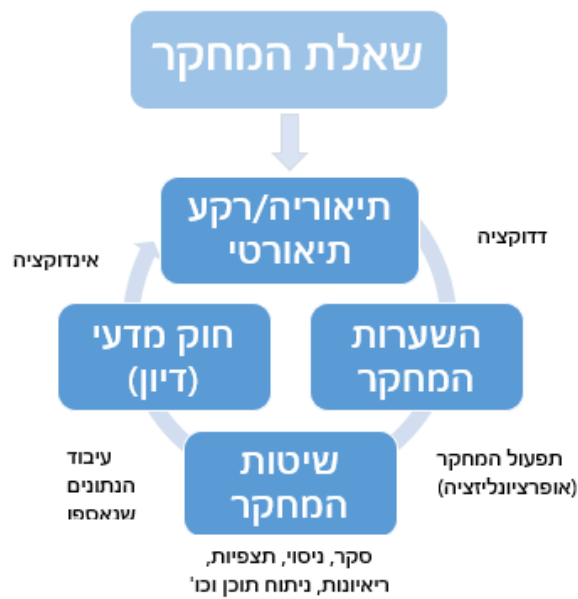 שאלת המחקר
תיאוריה/רקע
תיאורטי
דדוקציה
השערות
המחקר
תפעול המחקר
(אופרציונליזציה)
שיטות
המחקר
סקר, ניסוי, תצפיות,
ריאיונות, ניתוח תוכן וכו'
עיבוד
הנתונים
שנאספו
חוק מדעי
(דיון)
אינדוקציה